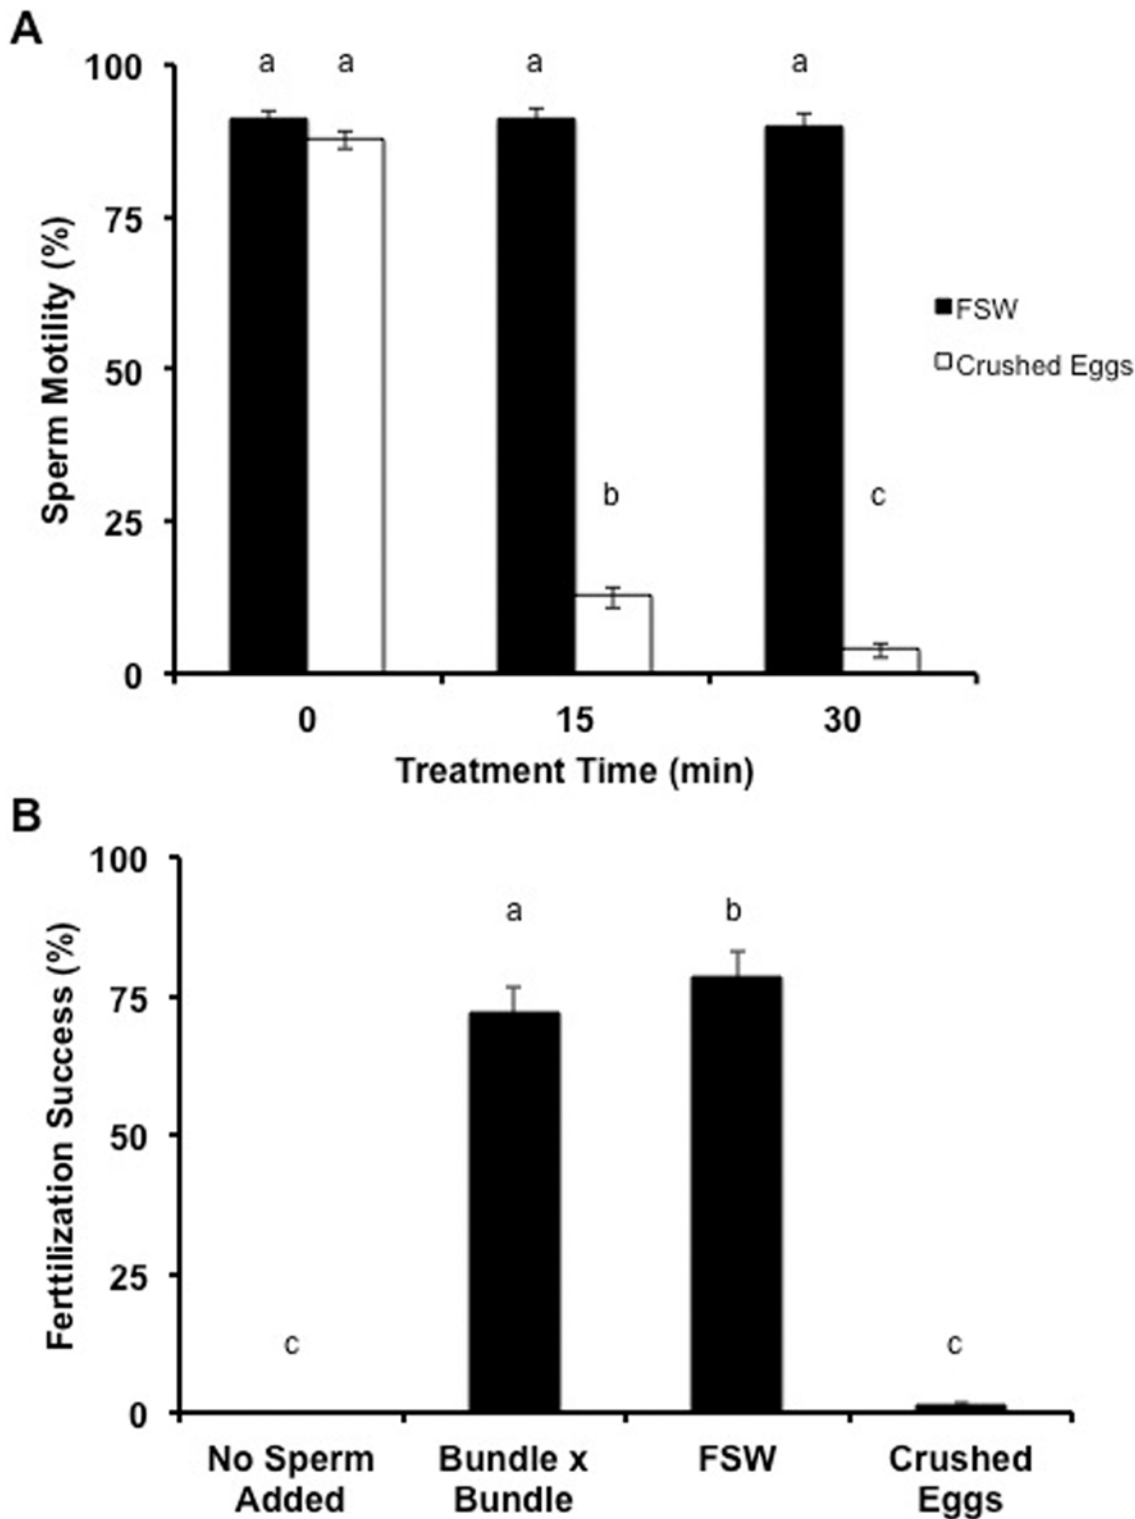 A
a a a a
100
75
50
25
0
Sperm Motility (%)
b
c
FSW
Crushed Eggs
0 15 30
Treatment Time (min)
B
100
75
50
25
0
Ferttilization Success (%)
c
a
b
c
No Sperm Added
Bundle x Bundle
FSW
Crushed Eggs